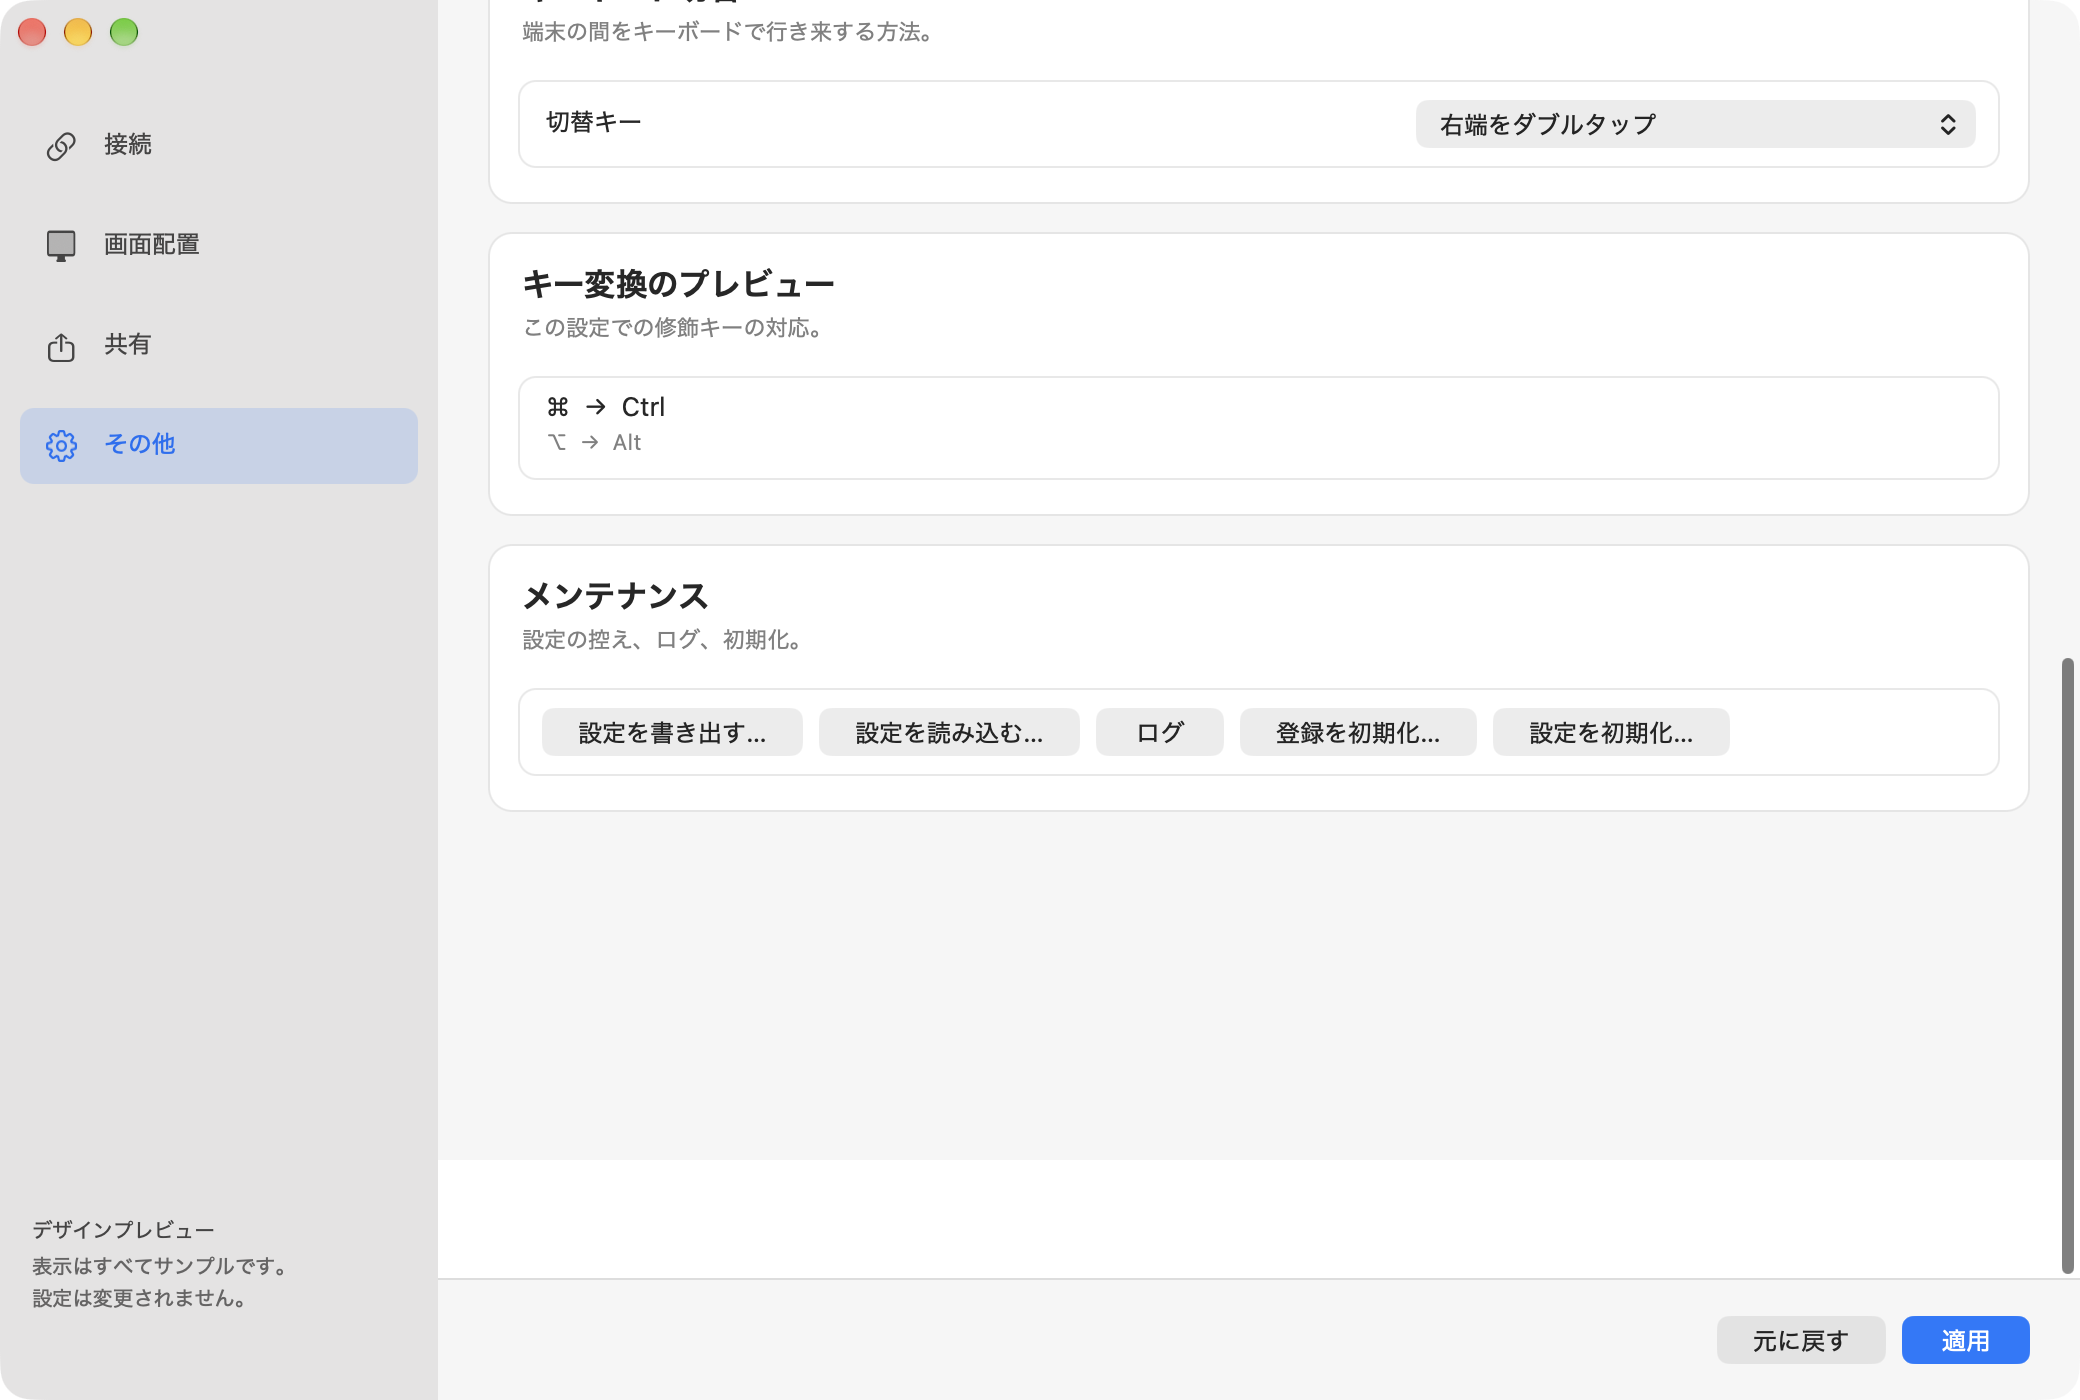 接続
画面配置
共有
その他
デザインプレビュー
表示はすべてサンプルです。
設定は変更されません。
端末の間をキーボードで行き来する方法。
切替キー
右端をダブルタップ
キー変換のプレビュー
この設定での修飾キーの対応。
⌘ → Ctrl
⌥ → Alt
メンテナンス
設定の控え、ログ、初期化。
設定を書き出す...
設定を読み込む...
ログ
登録を初期化...
設定を初期化...
元に戻す
適用